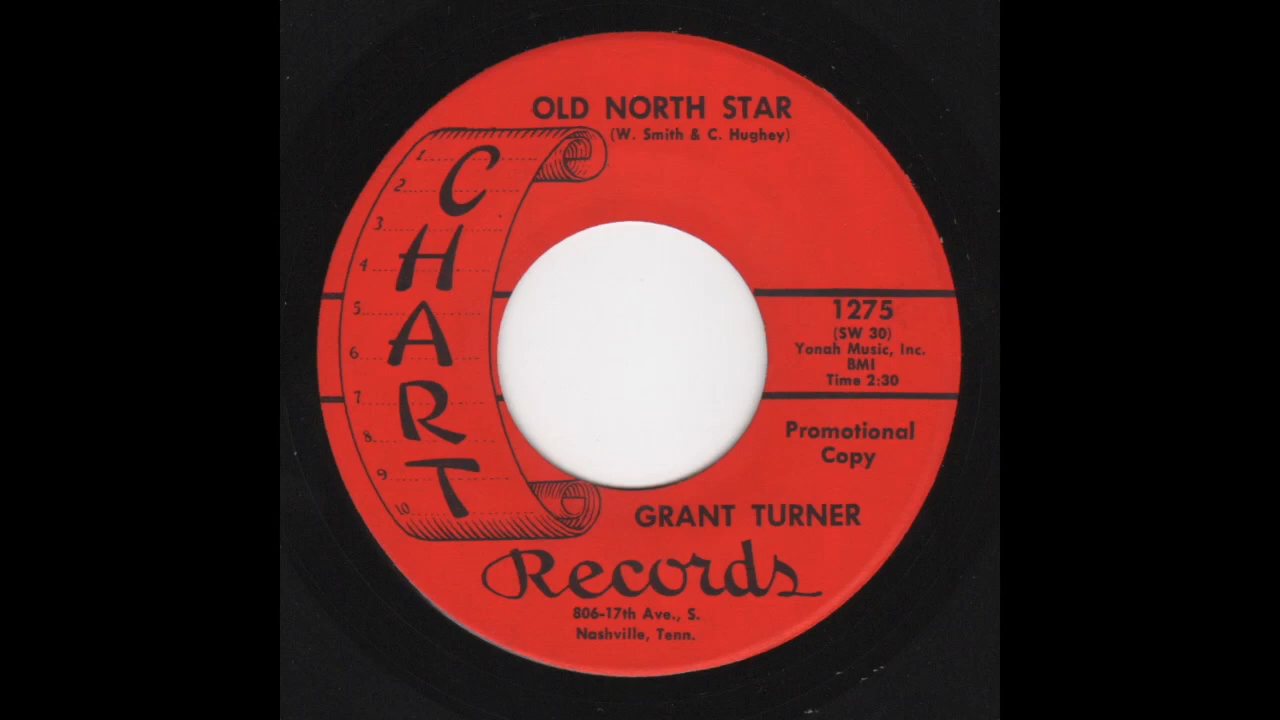 OLD NORTH STAR
(W. Smith & C. Hughey)
CHART
1
2
3
4
5
6
7
8
9
10
1275
(SW 30)
Yonah Music, Inc.
BMI
Time 2:30
Promotional
Copy
GRANT TURNER
Records
806-17th Ave., S.
Nashville, Tenn.